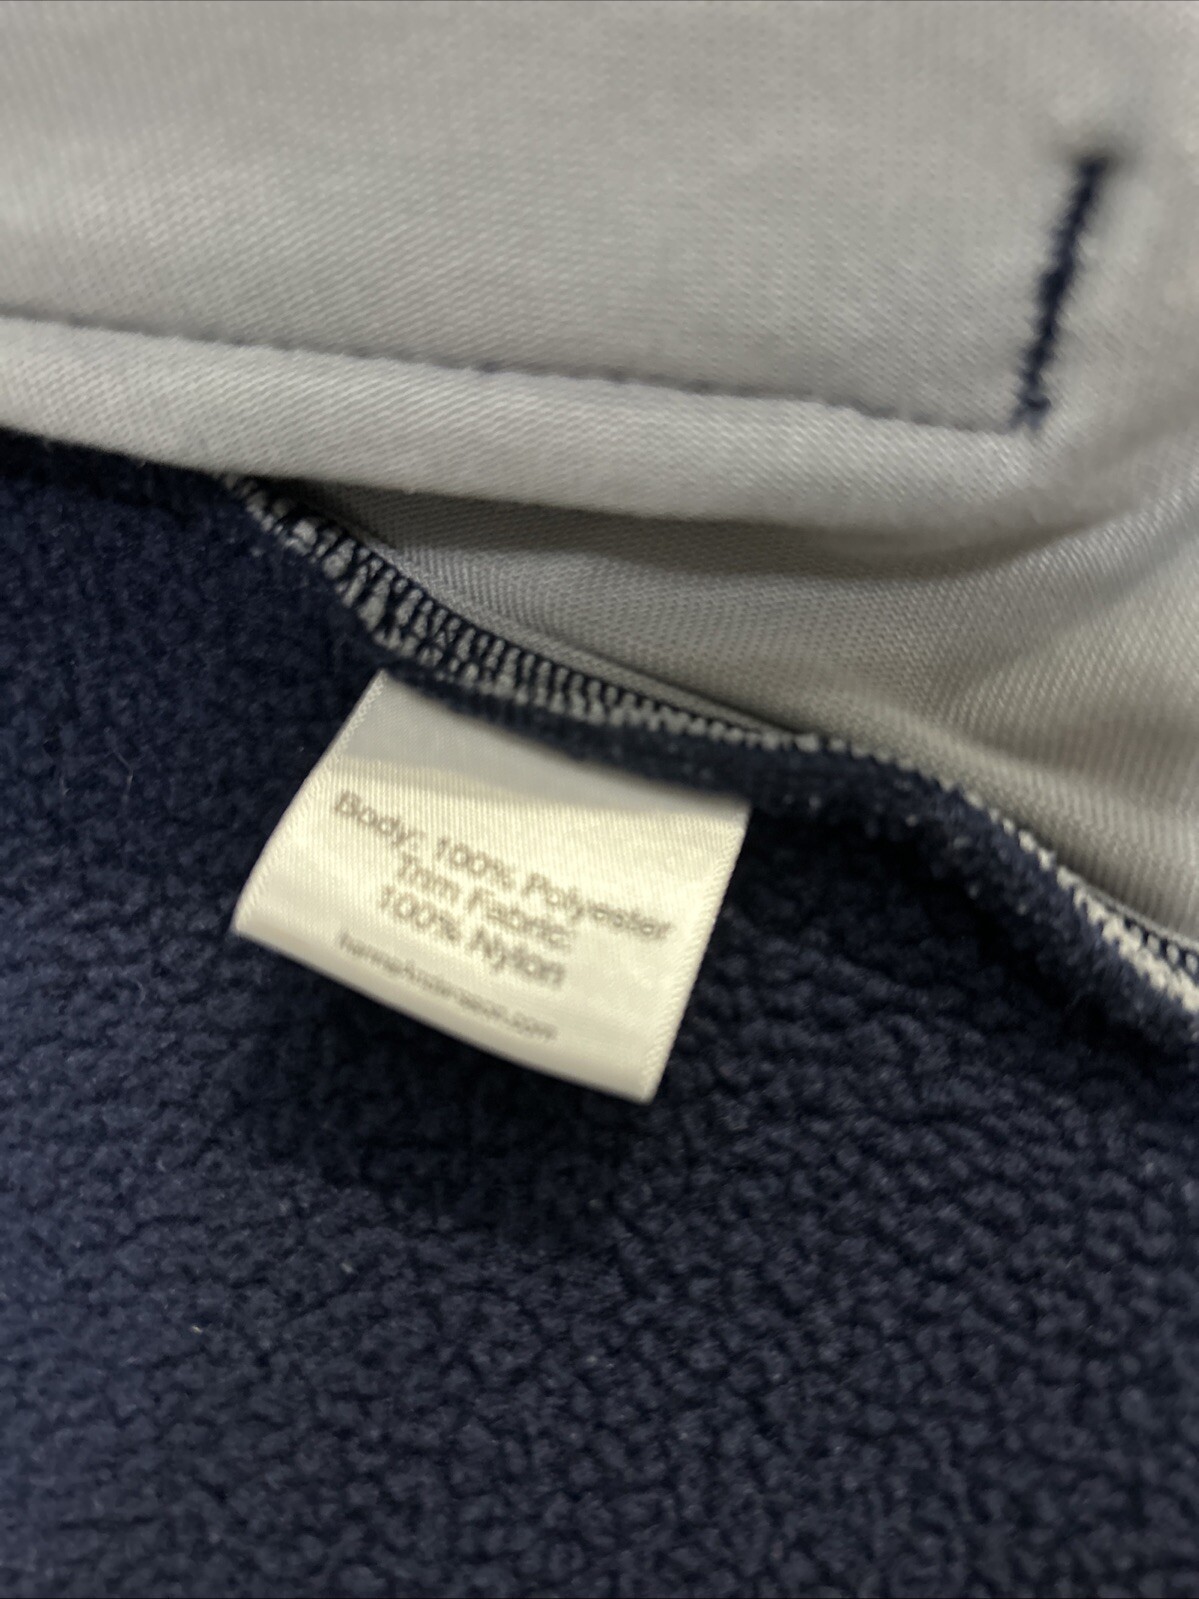 Body: 100% Polyester
Trim Fabric:
100% Nylon